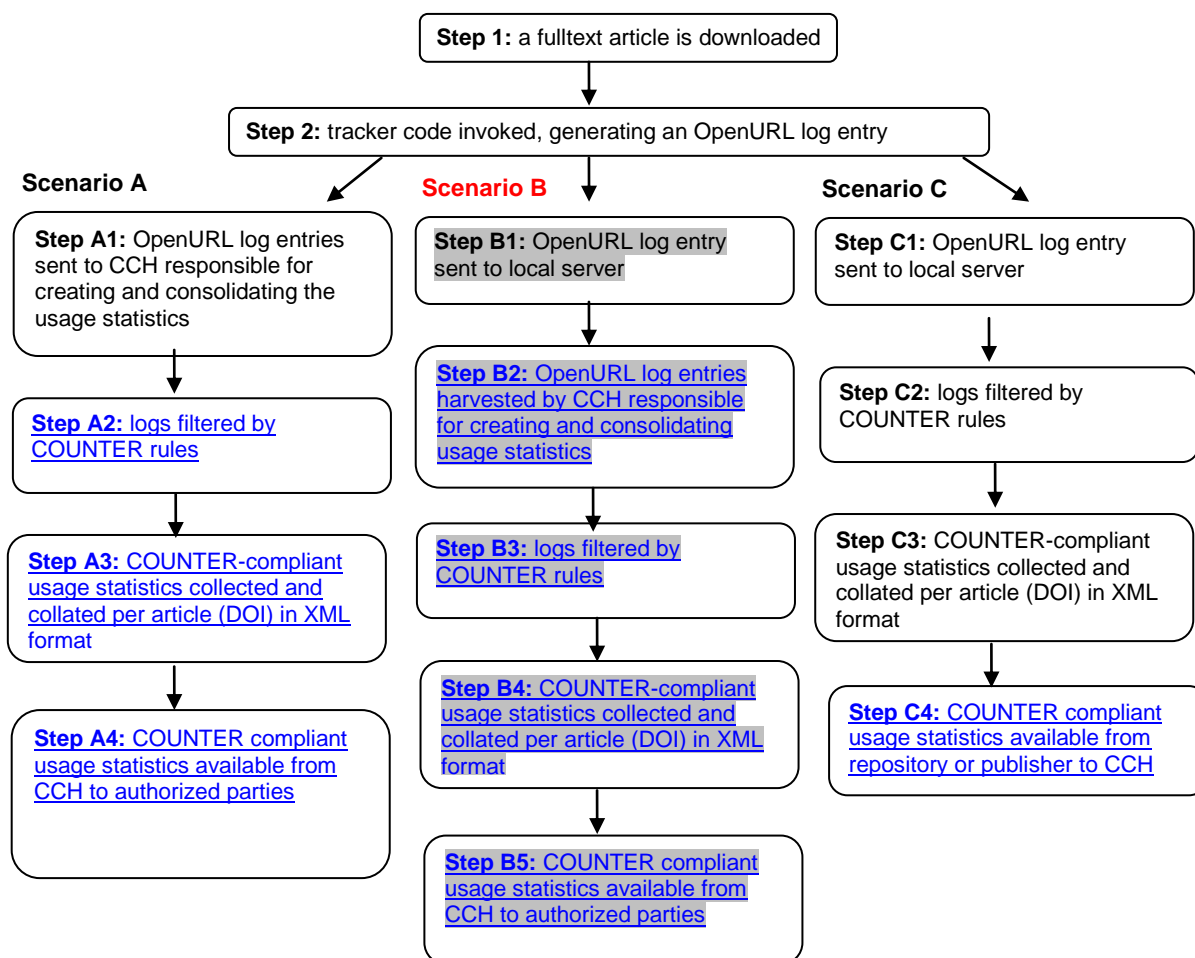 Step 1: a fulltext article is downloaded
Step 2: tracker code invoked, generating an OpenURL log entry
Scenario A
Step A1: OpenURL log entries
sent to CCH responsible for
creating and consolidating the
usage statistics
Step A2: logs filtered by
COUNTER rules
Step A3: COUNTER-compliant
usage statistics collected and
collated per article (DOI) in XML
format
Step A4: COUNTER compliant
usage statistics available from
CCH to authorized parties
Scenario B
Step B1: OpenURL log entry
sent to local server
Step B2: OpenURL log entries
harvested by CCH responsible
for creating and consolidating
usage statistics
Step B3: logs filtered by
COUNTER rules
Step B4: COUNTER-compliant
usage statistics collected and
collated per article (DOI) in XML
format
Step B5: COUNTER compliant
usage statistics available from
CCH to authorized parties
Scenario C
Step C1: OpenURL log entry
sent to local server
Step C2: logs filtered by
COUNTER rules
Step C3: COUNTER-compliant
usage statistics collected and
collated per article (DOI) in XML
format
Step C4: COUNTER compliant
usage statistics available from
repository or publisher to CCH